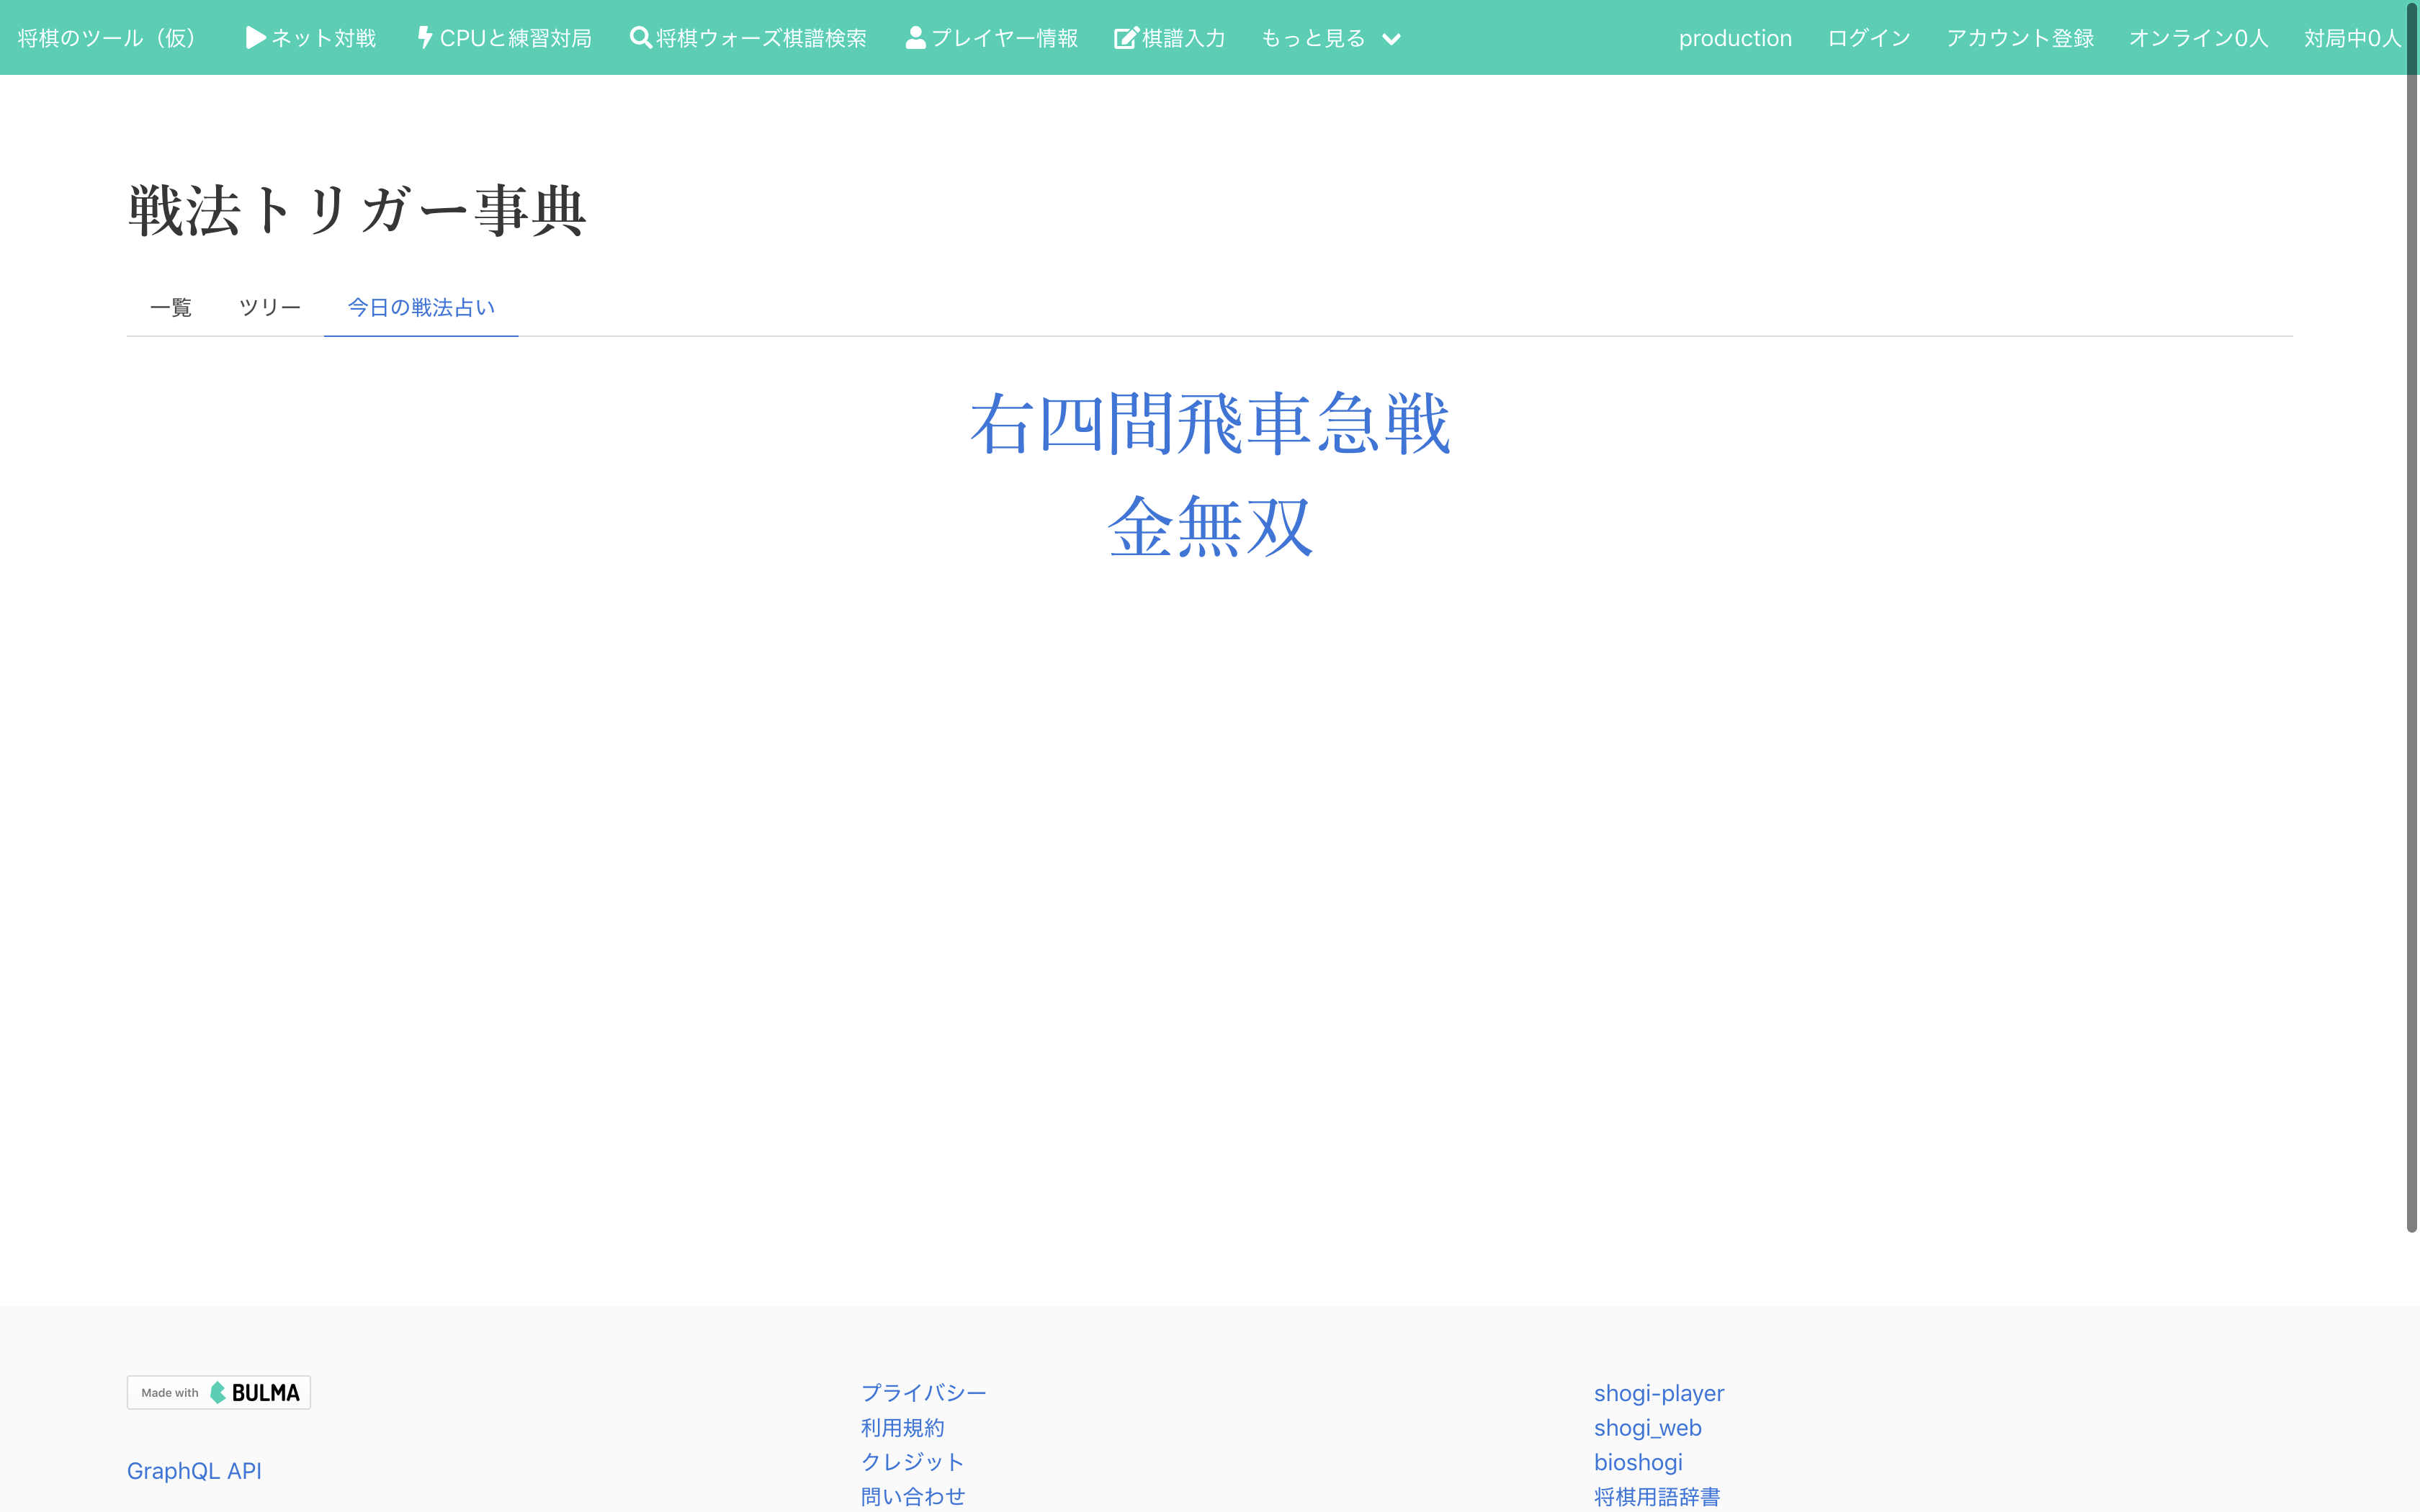 将棋のツール（仮） ネット対戦 CPUと練習対局 将棋ウォーズ棋譜検索 プレイヤー情報 棋譜入力 もっと見る production ログイン アカウント登録 オンライン0人 対局中0人
戦法トリガー事典
一覧 ツリー 今日の戦法占い
右四間飛車急戦
金無双
Made with BULMA
GraphQL API
プライバシー
利用規約
クレジット
問い合わせ
shogi-player
shogi_web
bioshogi
将棋用語辞書